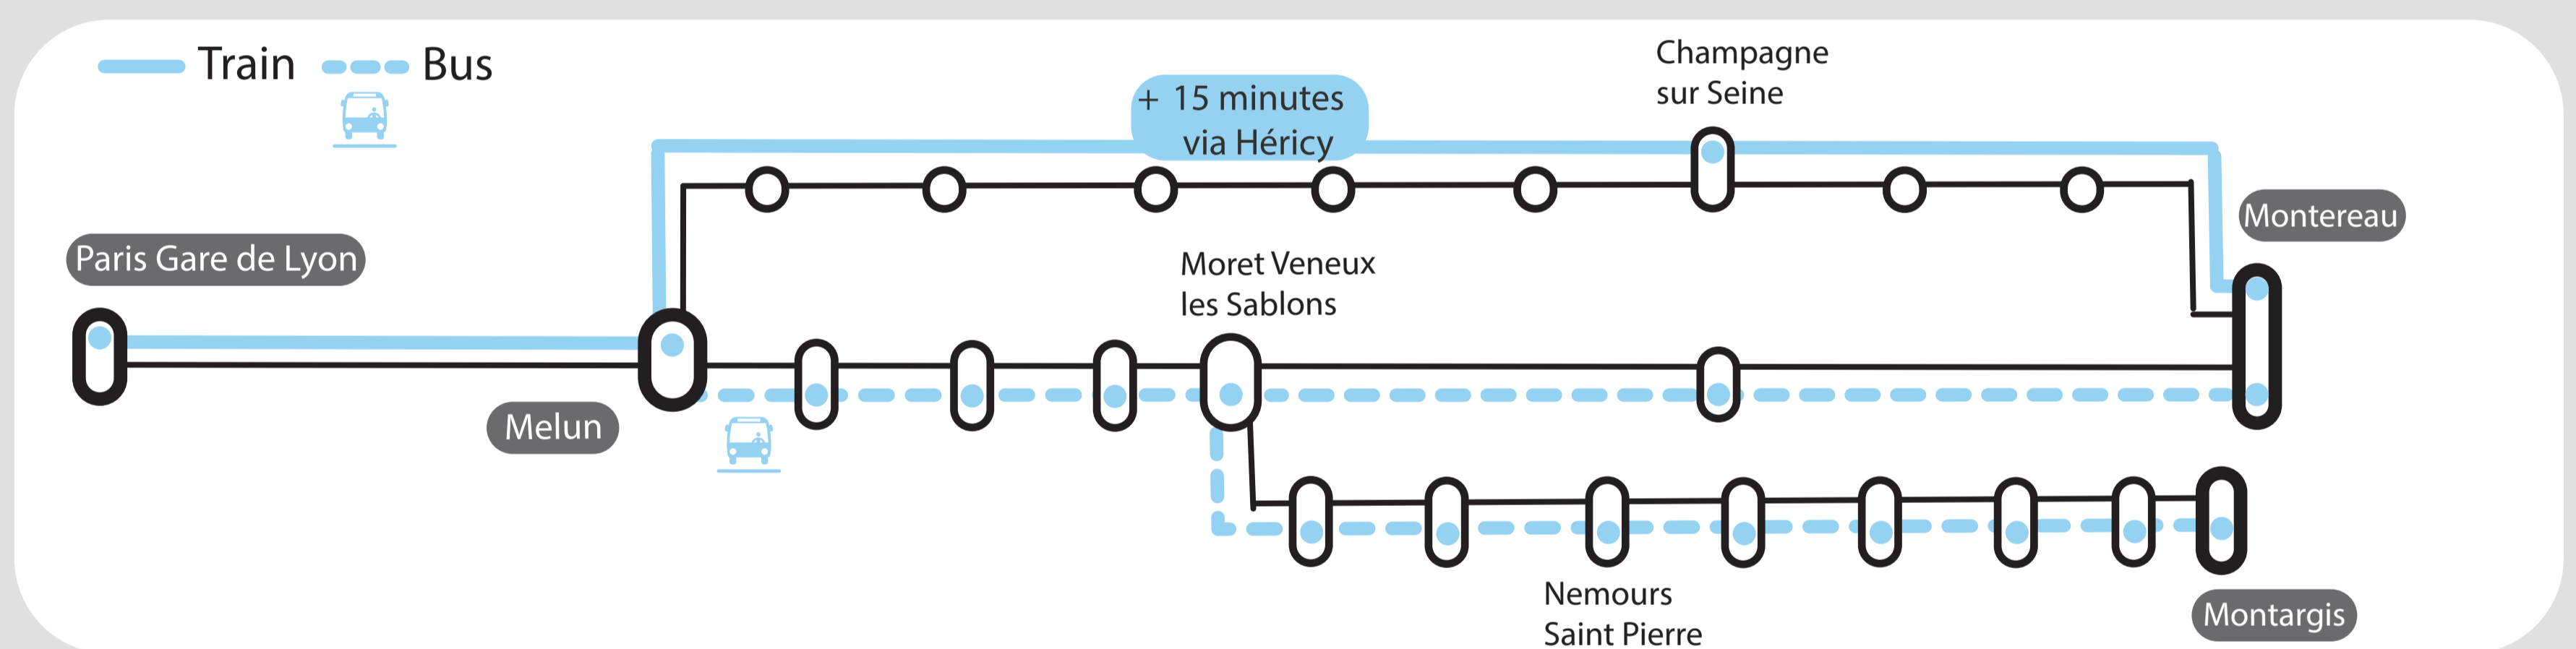 Train
Bus
+ 15 minutes
via Héricy
Champagne
sur Seine
Paris Gare de Lyon
Montereau
Moret Veneux
les Sablons
Melun
Nemours
Saint Pierre
Montargis